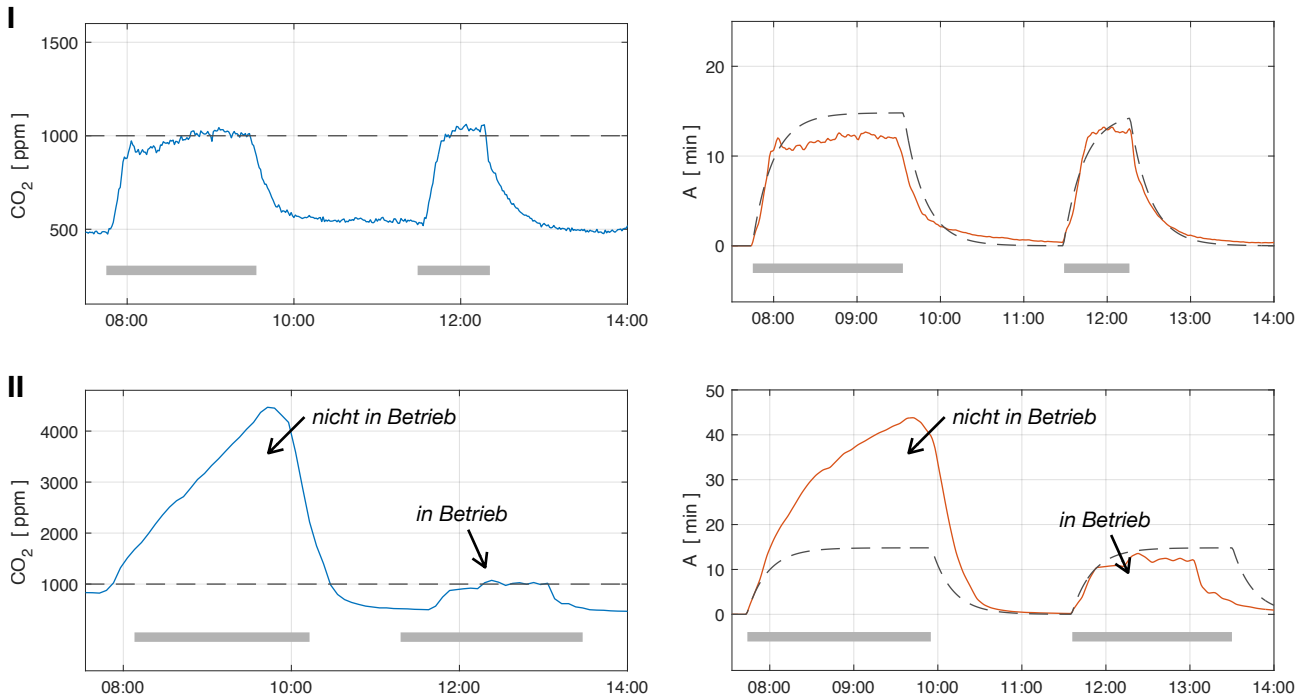 I
CO2 [ ppm ]
1500
1000
500
08:00 10:00 12:00 14:00
A [ min ]
20
10
0
08:00 09:00 10:00 11:00 12:00 13:00 14:00
II
CO2 [ ppm ]
4000
3000
2000
1000
nicht in Betrieb
in Betrieb
08:00 10:00 12:00 14:00
A [ min ]
50
40
30
20
10
0
nicht in Betrieb
in Betrieb
08:00 09:00 10:00 11:00 12:00 13:00 14:00